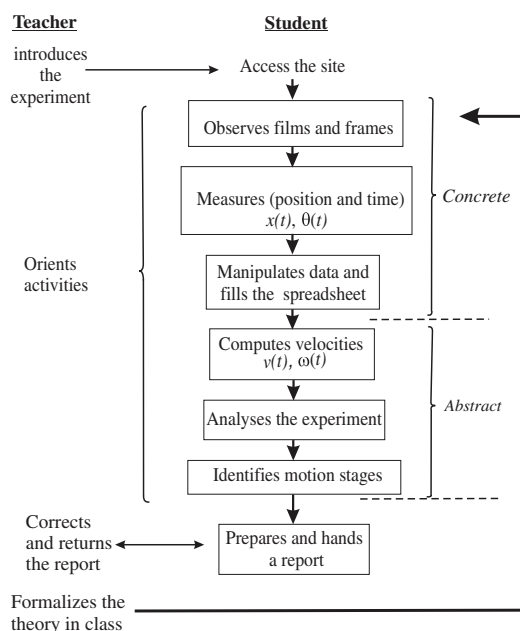 Teacher
Student
introduces
the
experiment
Access the site
Observes films and frames
Measures (position and time)
x(t), θ(t)
Concrete
Orients
activities
Manipulates data and
fills the spreadsheet
Computes velocities
v(t), ω(t)
Analyses the experiment
Abstract
Identifies motion stages
Corrects
and returns
the report
Prepares and hands
a report
Formalizes the
theory in class